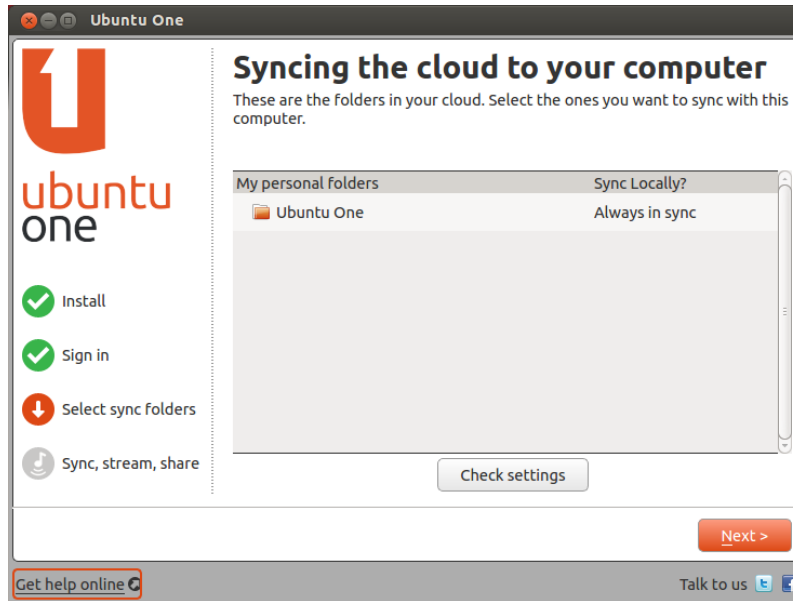 Ubuntu One
Syncing the cloud to your computer
These are the folders in your cloud. Select the ones you want to sync with this
computer.
ubuntu
one
My personal folders Sync Locally?
Ubuntu One Always in sync
Install
Sign in
Select sync folders
Sync, stream, share
Check settings
Next >
Get help online
Talk to us